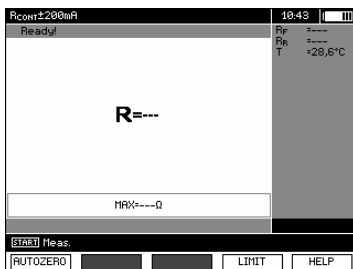 RCONT±200mA 10:43
Ready!
RF =---
RR =---
T =28,6°C
R=---
MAX=---Ω
START Meas.
AUTOZERO LIMIT HELP